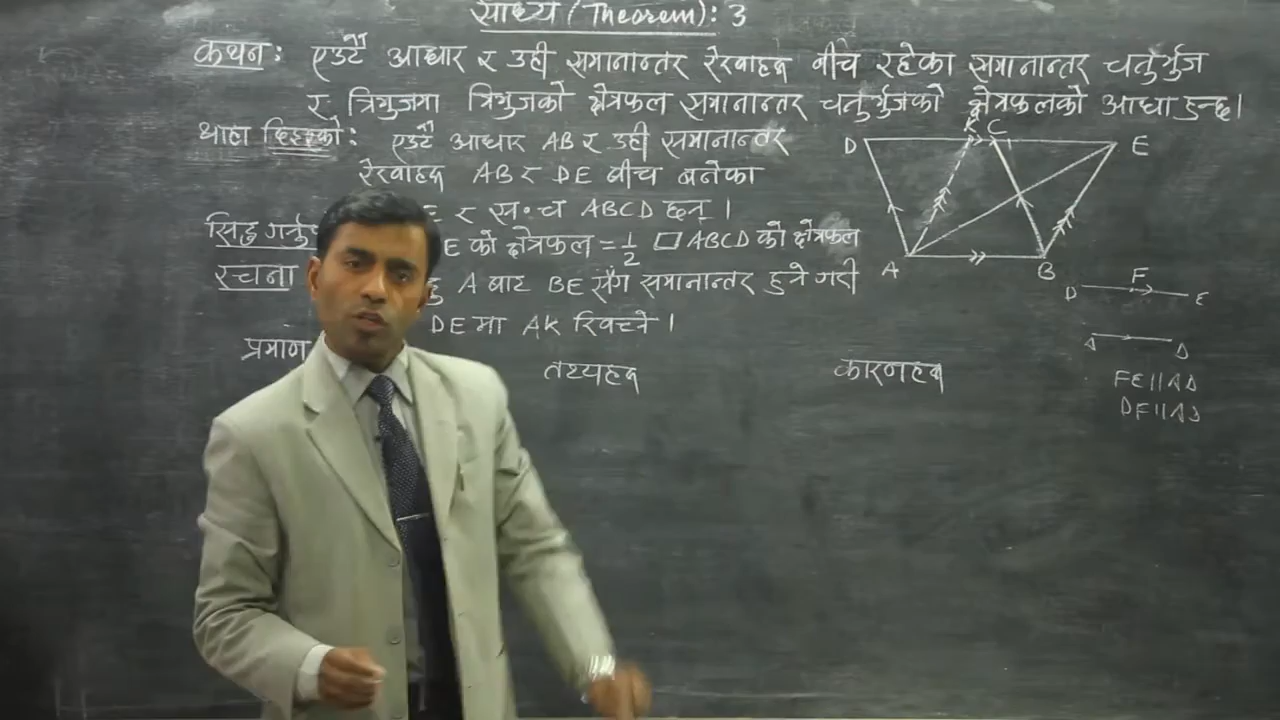 साध्य (Theorem): 3
कथन: एउटै आधार र उही समानान्तर रेखाहरू बीच रहेका समानान्तर चतुर्भुज
र त्रिभुजमा त्रिभुजको क्षेत्रफल समानान्तर चतुर्भुजको क्षेत्रफलको आधा हुन्छ।
थाहा दिइएको: एउटै आधार AB र उही समानान्तर
रेखाहरू AB र DE बीच बनेका
E र स.च ABCD छन्।
सिद्ध गर्नुप
E को क्षेत्रफल = 1/2 ▱ ABCD को क्षेत्रफल
रचना
A बाट BE सँग समानान्तर हुने गरी
DE मा AK खिचने।
प्रमाण
तथ्यहरू
कारणहरू
D
K
C
E
A
B
D F E
A
FE||AB
DF||AB